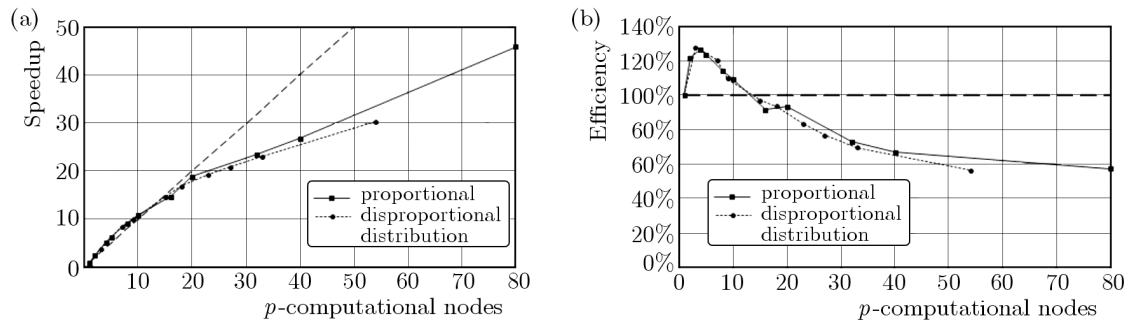 (a)
50
40
30
20
10
0
Speedup
proportional
disproportional
distribution
10 20 30 40 50 60 70 80
p-computational nodes
(b)
140%
120%
100%
60%
60%
40%
20%
0%
Efficiency
proportional
disproportional
distribution
0 10 20 30 40 50 60 70 80
p-computational nodes